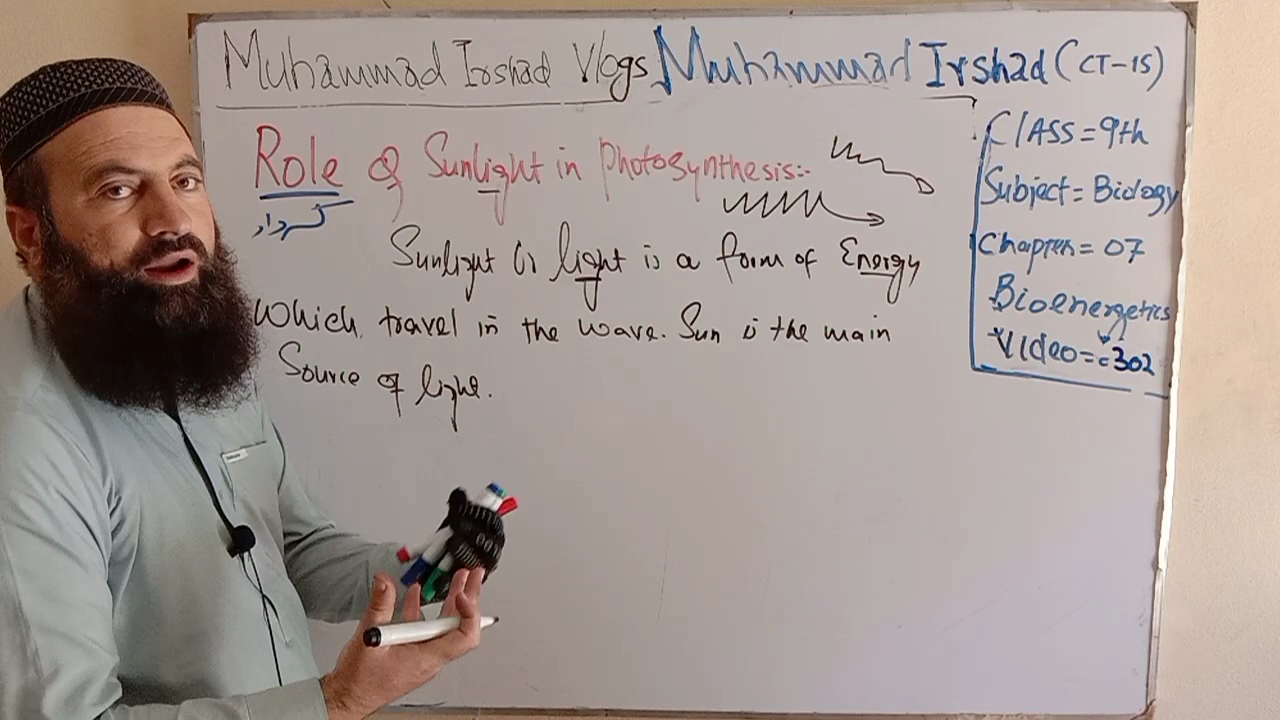 Muhammad Irshad Vlogs Muhammad Irshad (CT-15)
Role of Sunlight in Photosynthesis:-
کردار
Sunlight Or light is a form of Energy
Which, travel in the wave. Sun is the main
Source of light.
Class = 9th
Subject = Biology
Chapter = 07
Bioenergetics
Video = 302